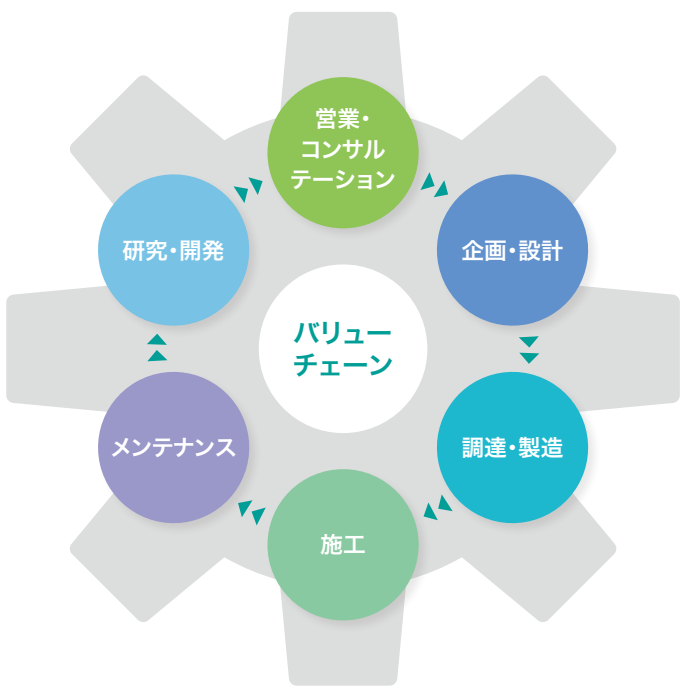 営業・
コンサル
テーション
企画・設計
調達・製造
施工
メンテナンス
研究・開発
バリュー
チェーン